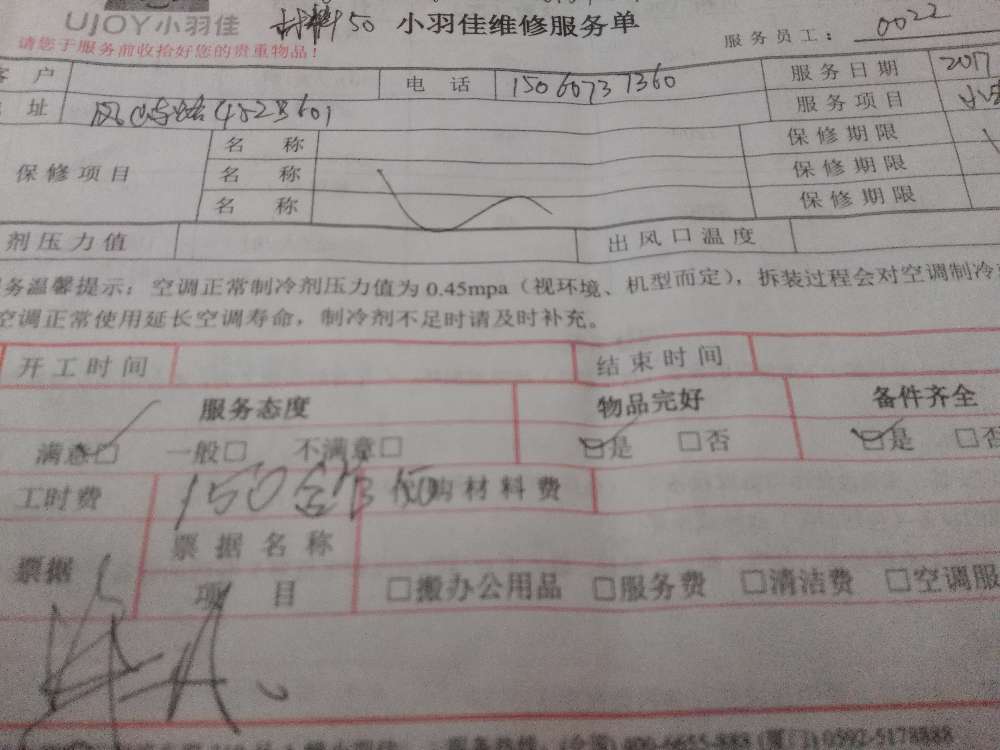 UJOY小羽佳 材料50 小羽佳维修服务单 服务员工: 0022
请您于服务前收拾好您的贵重物品!
客户 电话 15060737360 服务日期 2017
址 452B601 服务项目
保修项目 名称 保修期限
名称 保修期限
名称 保修期限
剂压力值 出风口温度
务温馨提示:空调正常制冷剂压力值为0.45mpa(视环境、机型而定),拆装过程会对空调制冷
空调正常使用延长空调寿命,制冷剂不足时请及时补充。
开工时间 结束时间
服务态度 物品完好 备件齐全
满意□ 一般□ 不满意□ □是 □否 □是 □否
工时费 150 代购材料费
票据 票据名称
项目 □搬办公用品 □服务费 □清洁费 □空调服